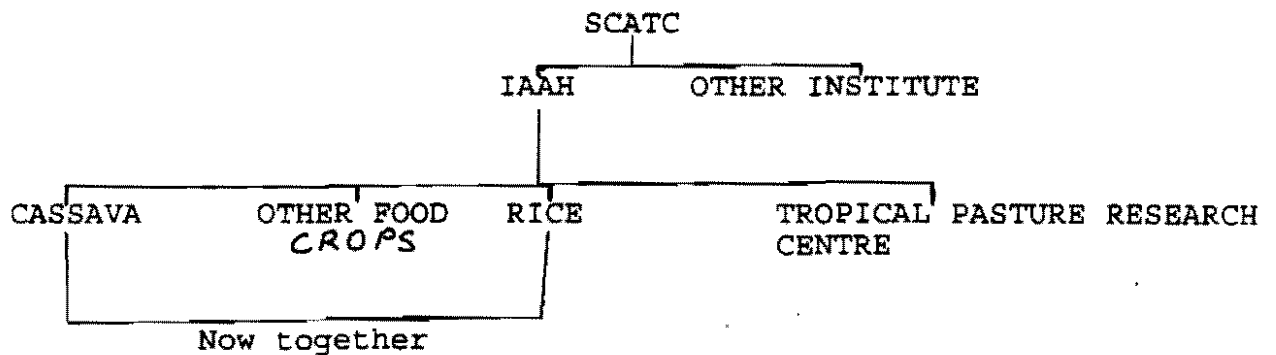 SCATC
IAAH OTHER INSTITUTE
CASSAVA OTHER FOOD RICE TROPICAL PASTURE RESEARCH
CROPS CENTRE
Now together